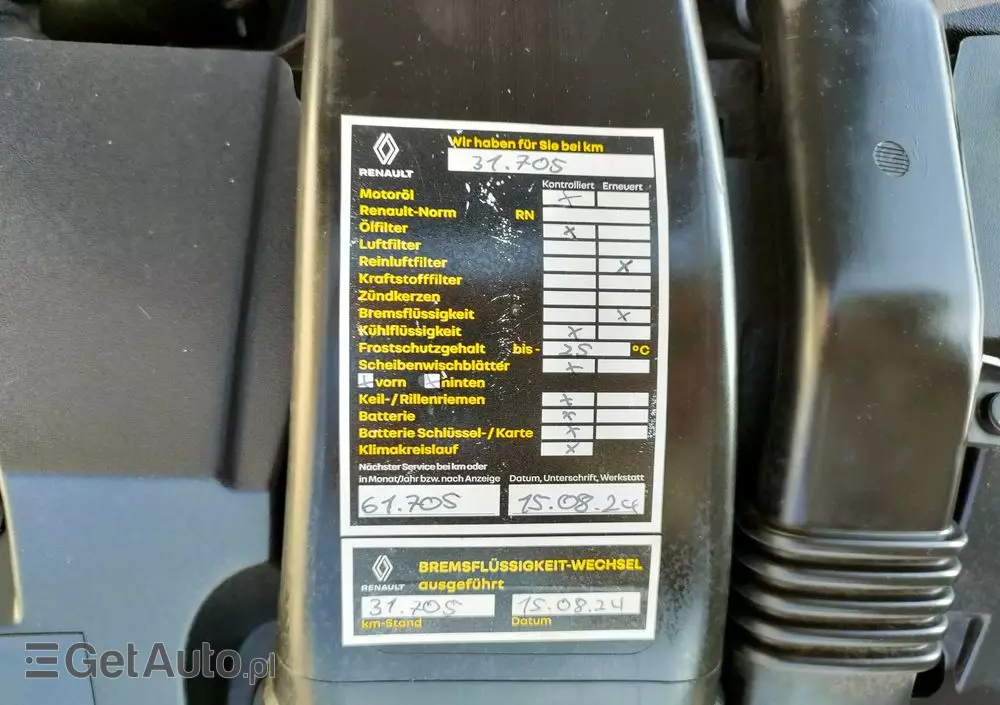 Wir haben für Sie bei km
31.705
RENAULT
Kontrolliert Erneuert
Motoröl x
Renault-Norm RN
Ölfilter x
Luftfilter
Reinluftfilter x
Kraftstofffilter
Zündkerzen
Bremsflüssigkeit x
Kühlflüssigkeit x
Frostschutzgehalt bis - 25 °C
Scheibenwischblätter x
x vorn x hinten
Keil-/Rillenriemen x
Batterie x
Batterie Schlüssel-/Karte x
Klimakreislauf x
Nächster Service bei km oder
in Monat/Jahr bzw. nach Anzeige Datum, Unterschrift, Werkstatt
61.705 15.08.24
BREMSFLÜSSIGKEIT-WECHSEL
RENAULT ausgeführt
31.705 15.08.24
km-Stand Datum
GetAuto.pl